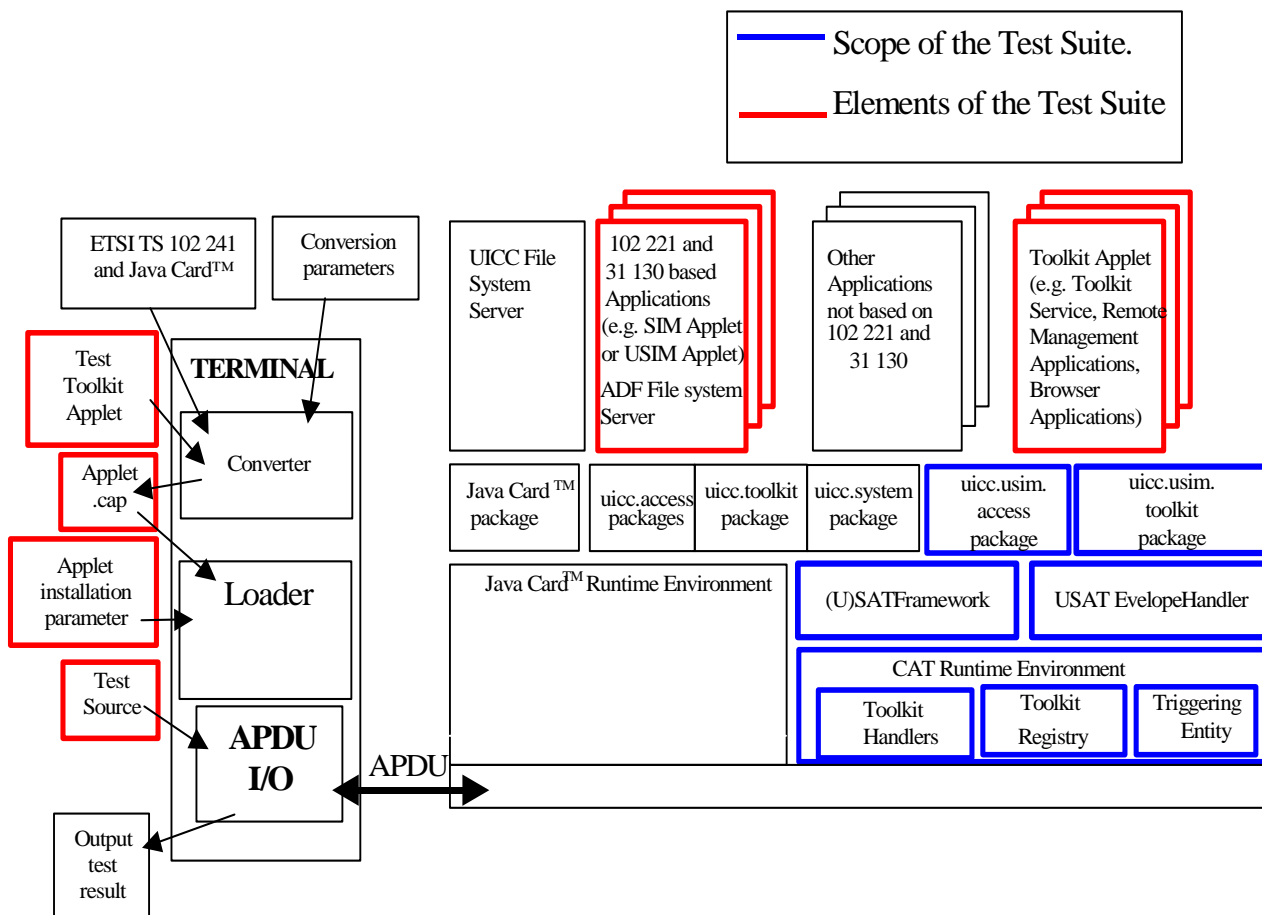 Scope of the Test Suite.
Elements of the Test Suite
ETSI TS 102 241
and Java Card™
Conversion
parameters
Test
Toolkit
Applet
Applet
.cap
Applet
installation
parameter
Test
Source
TERMINAL
Converter
Loader
APDU
I/O
Output
test
result
APDU
UICC File
System
Server
102 221 and
31 130 based
Applications
(e.g. SIM Applet
or USIM Applet)
ADF File system
Server
Other
Applications
not based on
102 221 and
31 130
Toolkit Applet
(e.g. Toolkit
Service, Remote
Management
Applications,
Browser
Applications)
Java Card ™
package
uicc.access
packages
uicc.toolkit
package
uicc.system
package
uicc.usim.
access
package
uicc.usim.
toolkit
package
Java Card™ Runtime Environment
(U)SATFramework
USAT EvelopeHandler
CAT Runtime Environment
Toolkit
Handlers
Toolkit
Registry
Triggering
Entity